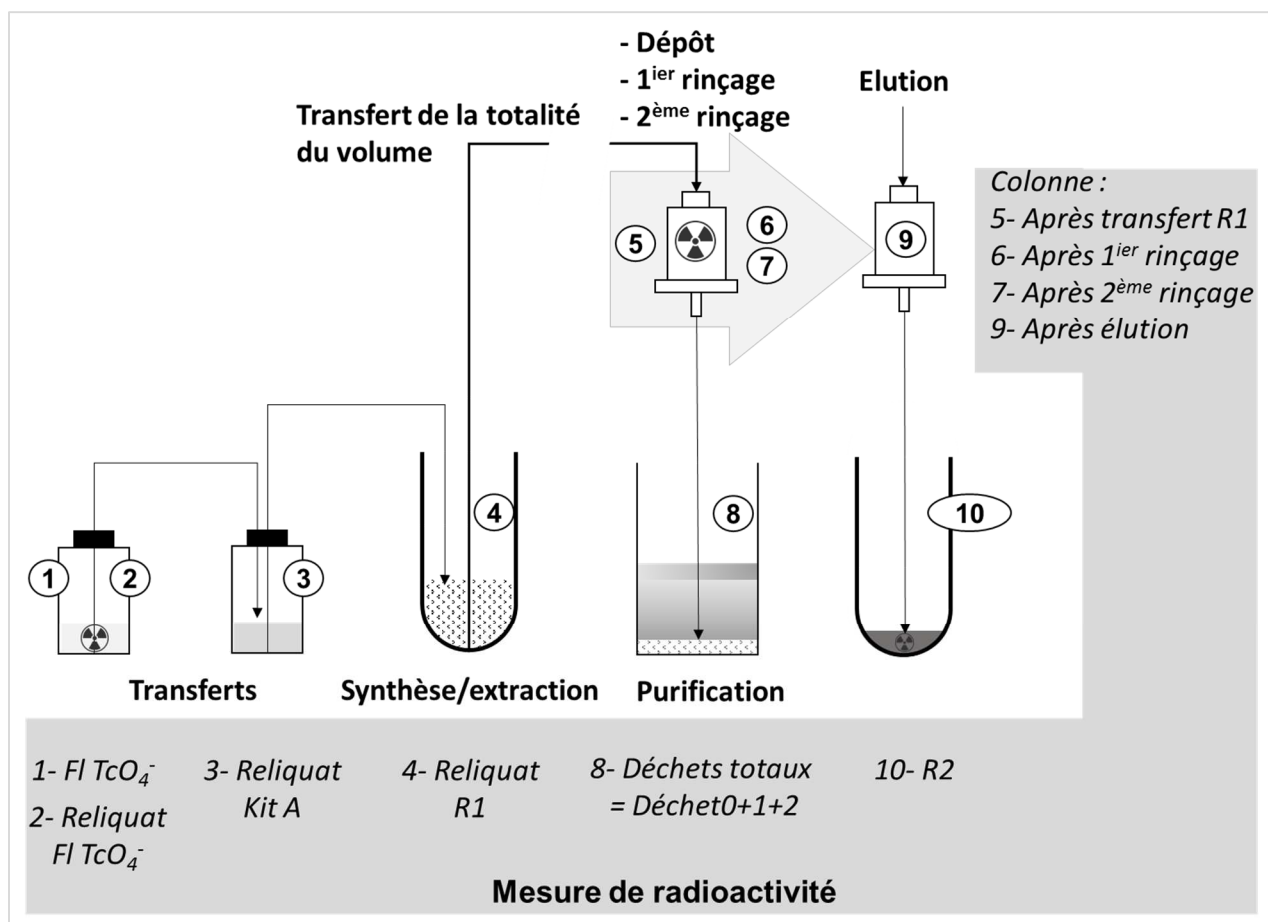 - Dépôt
- 1ier rinçage
- 2ème rinçage
Elution
Transfert de la totalité
du volume
Colonne :
5- Après transfert R1
6- Après 1ier rinçage
7- Après 2ème rinçage
9- Après élution
5
6
7
9
4
8
10
1
2
3
Transferts
Synthèse/extraction
Purification
1- Fl TcO4-
2- Reliquat
Fl TcO4-
3- Reliquat
Kit A
4- Reliquat
R1
8- Déchets totaux
= Déchet0+1+2
10- R2
Mesure de radioactivité